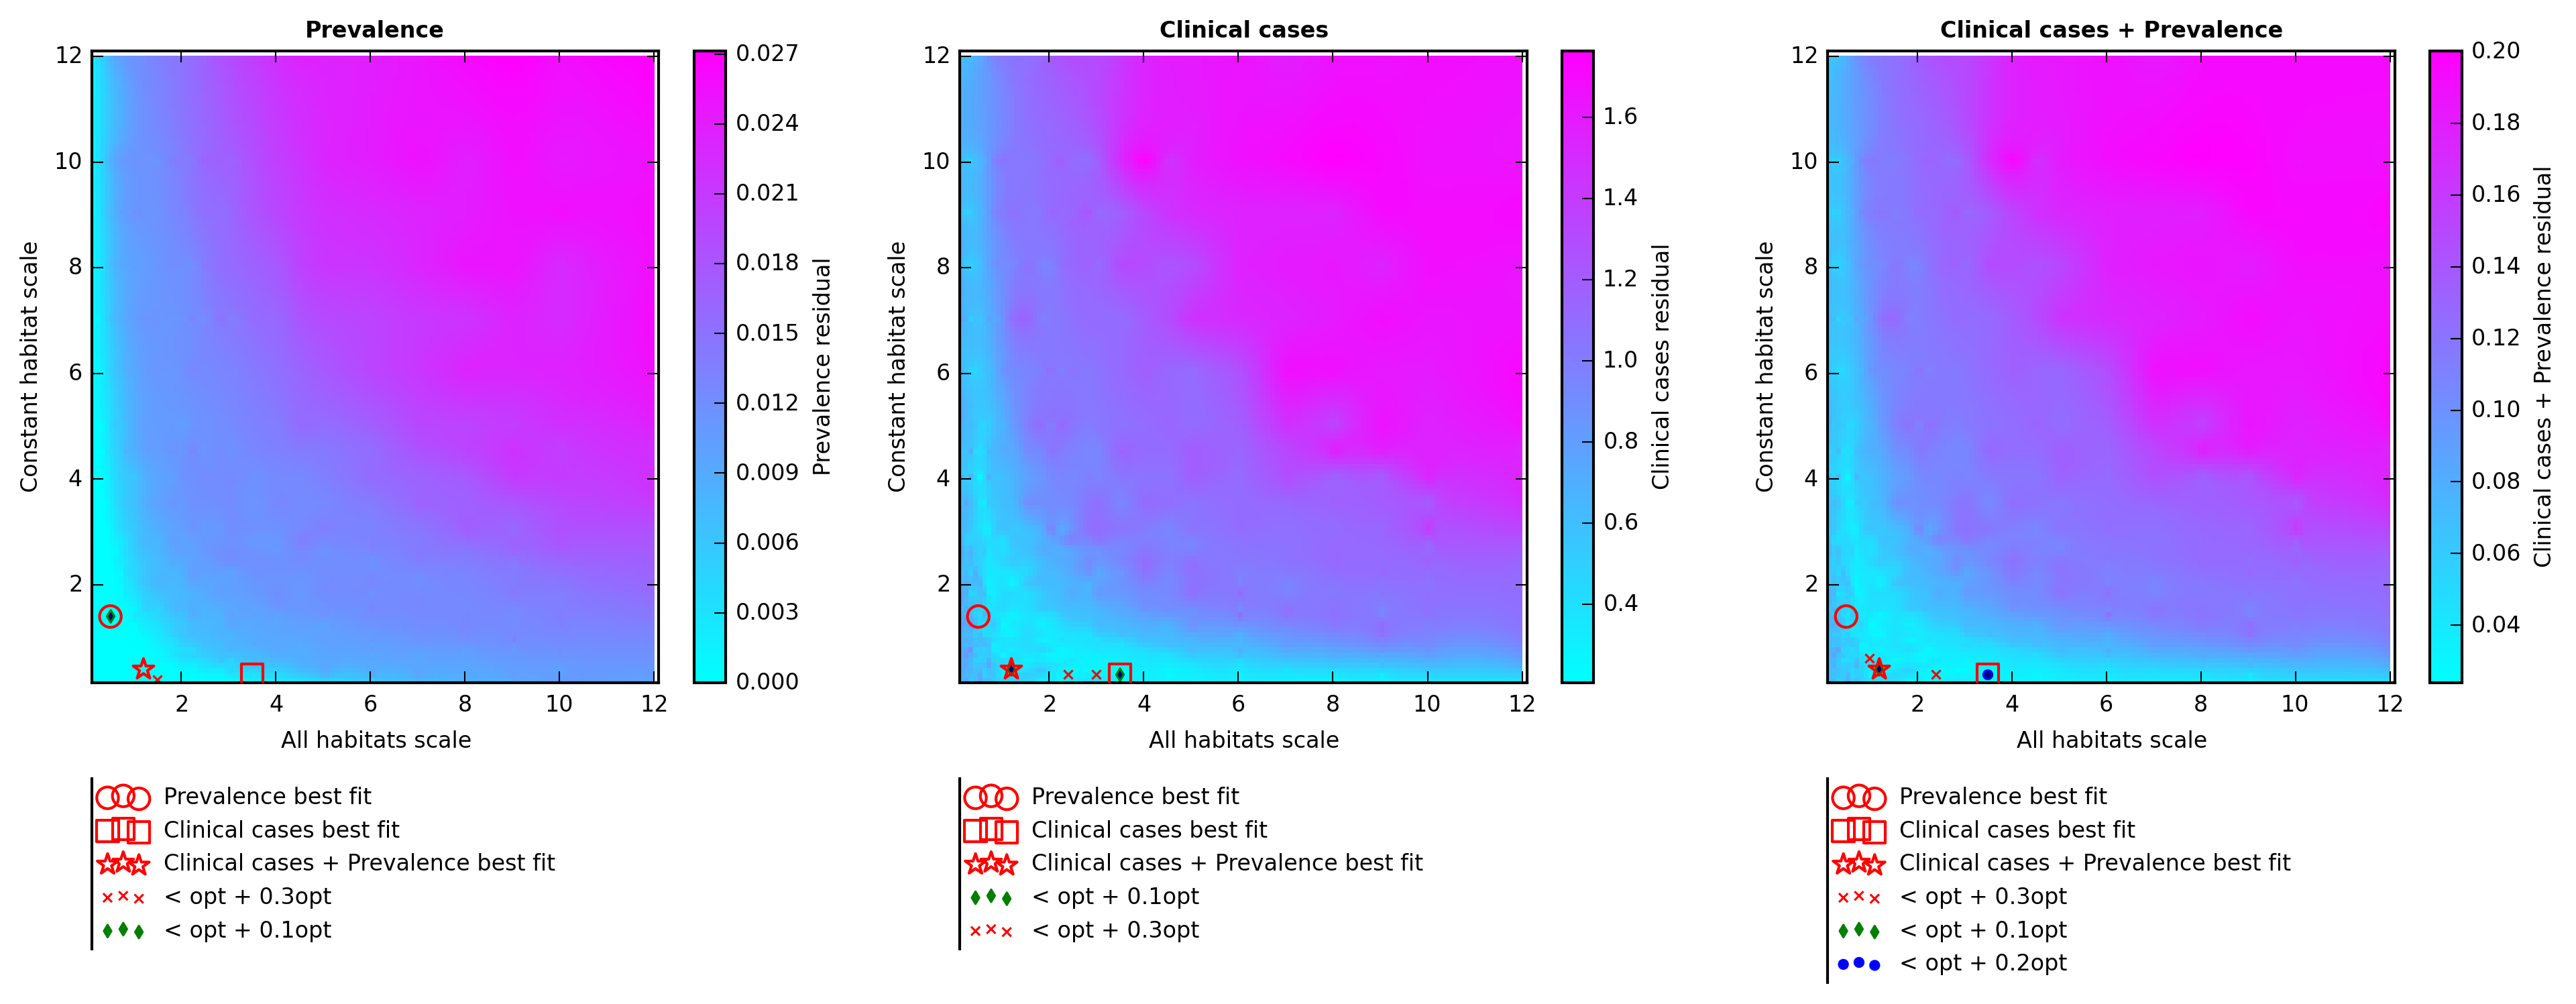 Prevalence
12
10
8
6
4
2
2 4 6 8 10 12
Constant habitat scale
All habitats scale
0.027
0.024
0.021
0.018
0.015
0.012
0.009
0.006
0.003
0.000
Prevalence residual
Prevalence best fit
Clinical cases best fit
Clinical cases + Prevalence best fit
< opt + 0.3opt
< opt + 0.1opt
Clinical cases
12
10
8
6
4
2
2 4 6 8 10 12
Constant habitat scale
All habitats scale
1.6
1.4
1.2
1.0
0.8
0.6
0.4
Clinical cases residual
Prevalence best fit
Clinical cases best fit
Clinical cases + Prevalence best fit
< opt + 0.1opt
< opt + 0.3opt
Clinical cases + Prevalence
12
10
8
6
4
2
2 4 6 8 10 12
Constant habitat scale
All habitats scale
0.20
0.18
0.16
0.14
0.12
0.10
0.08
0.06
0.04
Clinical cases + Prevalence residual
Prevalence best fit
Clinical cases best fit
Clinical cases + Prevalence best fit
< opt + 0.3opt
< opt + 0.1opt
< opt + 0.2opt